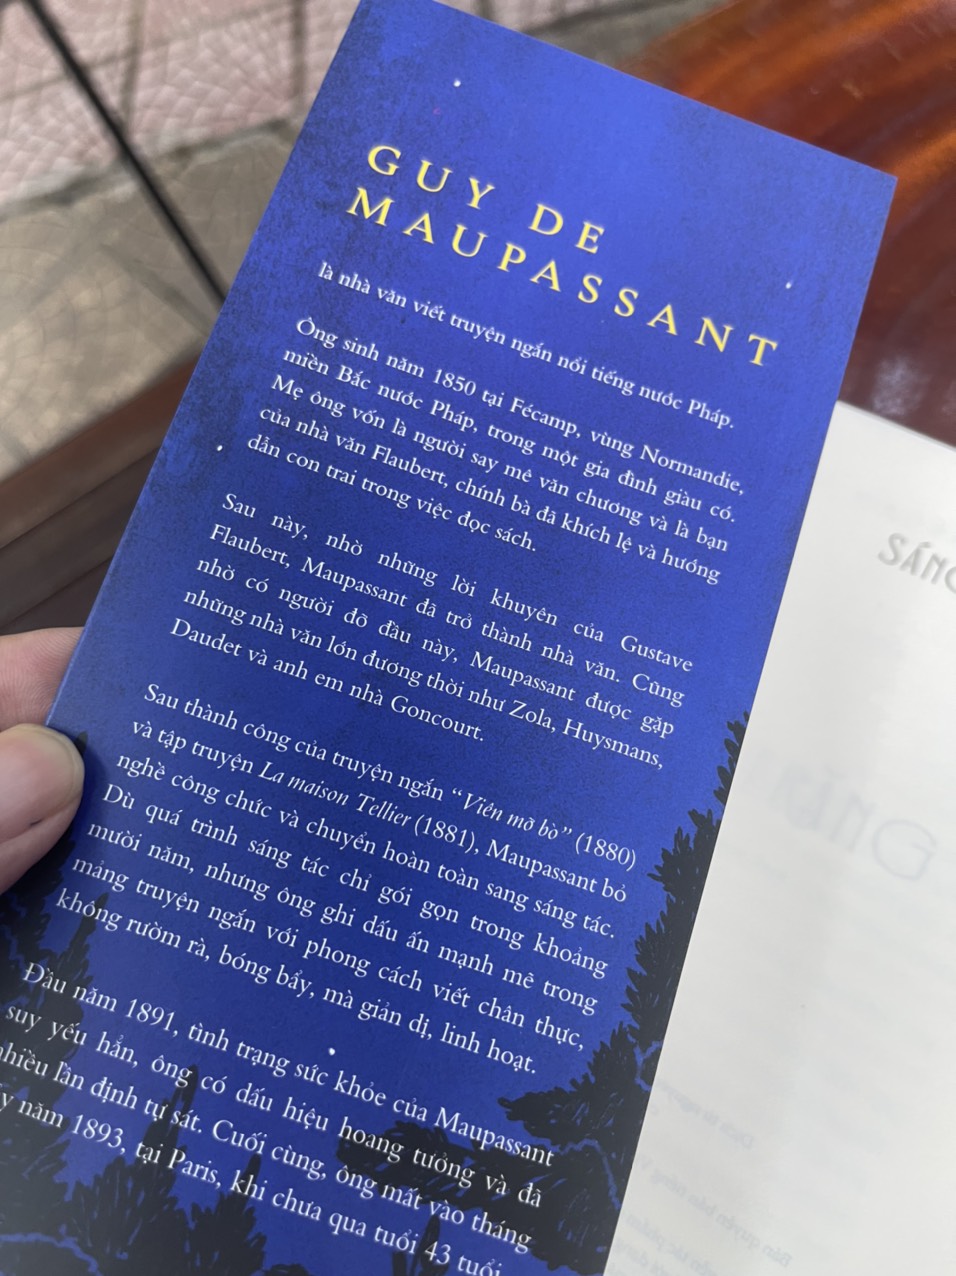 GUY DE
MAUPASSANT
là nhà văn viết truyện ngắn nổi tiếng nước Pháp.
Ông sinh năm 1850 tại Fécamp, vùng Normandie,
miền Bắc nước Pháp, trong một gia đình giàu có.
Mẹ ông vốn là người say mê văn chương và là bạn
của nhà văn Flaubert, chính bà đã khích lệ và hướng
dẫn con trai trong việc đọc sách.
Sau này, nhờ những lời khuyên của Gustave
Flaubert, Maupassant đã trở thành nhà văn. Cũng
nhờ có người đỡ đầu này, Maupassant được gặp
những nhà văn lớn đương thời như Zola, Huysmans,
Daudet và anh em nhà Goncourt.
Sau thành công của truyện ngắn “Viên mỡ bò” (1880)
và tập truyện La maison Tellier (1881), Maupassant bỏ
nghề công chức và chuyển hoàn toàn sang sáng tác.
Dù quá trình sáng tác chỉ gói gọn trong khoảng
mười năm, nhưng ông ghi dấu ấn mạnh mẽ trong
mảng truyện ngắn với phong cách viết chân thực,
không rườm rà, bóng bẩy, mà giản dị, linh hoạt.
Đầu năm 1891, tình trạng sức khỏe của Maupassant
suy yếu hẳn, ông có dấu hiệu hoang tưởng và đã
nhiều lần định tự sát. Cuối cùng, ông mất vào tháng
năm 1893, tại Paris, khi chưa qua tuổi 43 tuổi